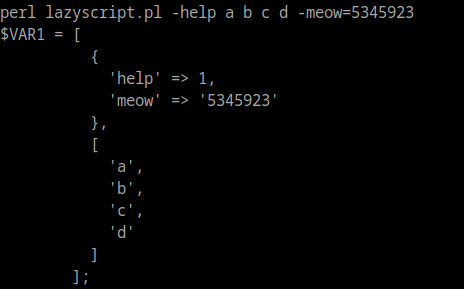 perl lazyscript.pl -help a b c d -meow=5345923
$VAR1 = [
          {
            'help' => 1,
            'meow' => '5345923'
          },
          [
            'a',
            'b',
            'c',
            'd'
          ]
        ];